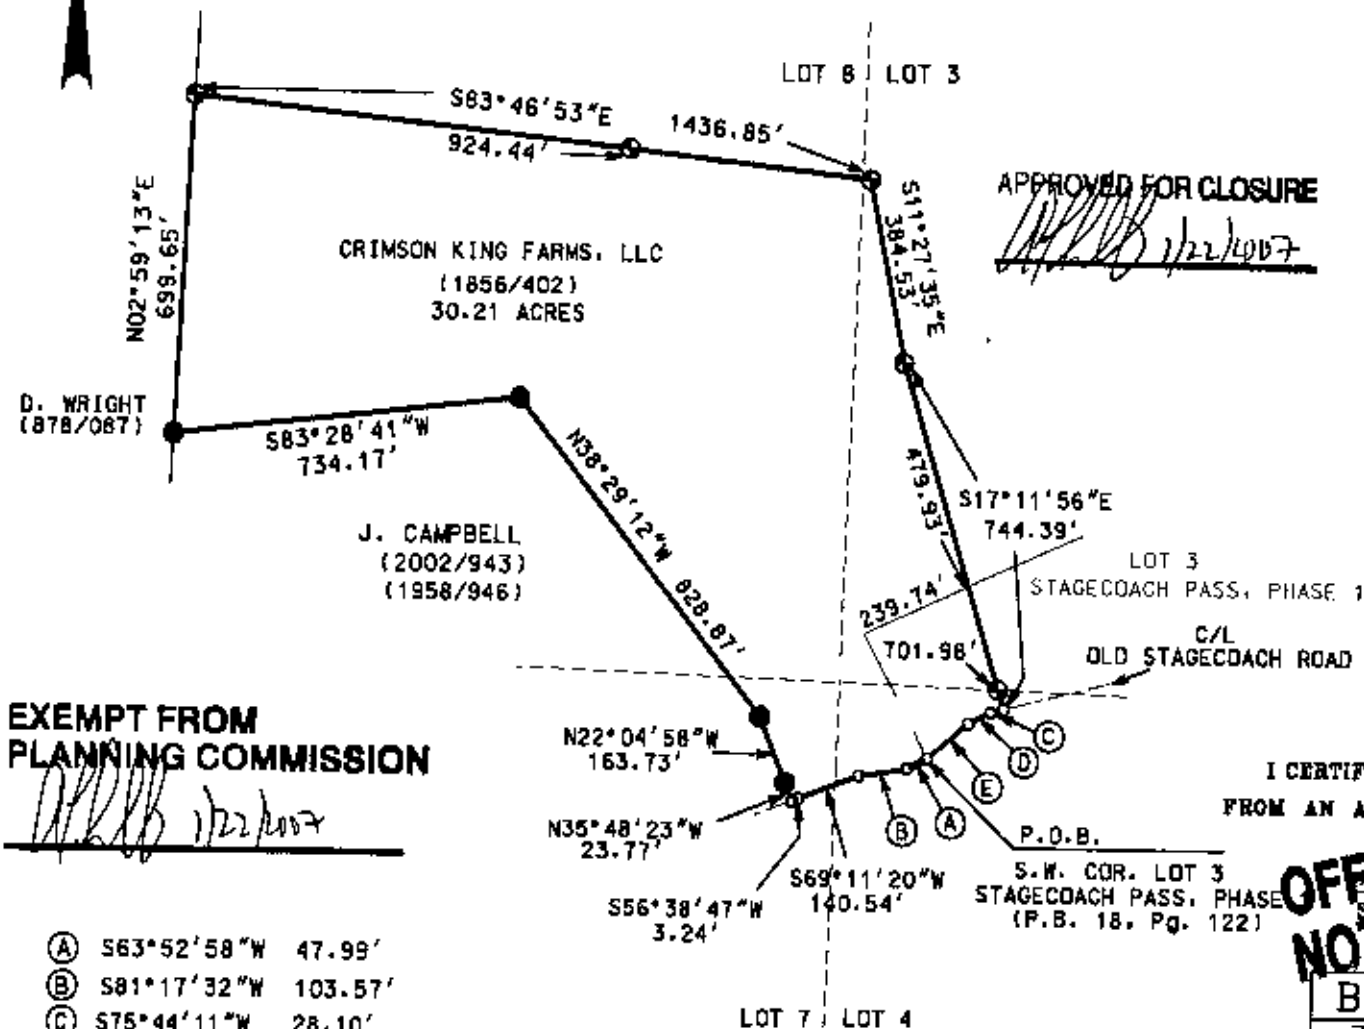 LOT 8 LOT 3
S83°46'53"E
924.44'
1436.85'
APPROVED FOR CLOSURE
1/22/2007
N02°59'13"E
699.65'
S11°27'35"E
384.53'
CRIMSON KING FARMS, LLC
(1856/402)
30.21 ACRES
D. WRIGHT
(878/087)
S83°28'41"W
734.17'
N38°29'12"W 828.87'
479.93'
S17°11'56"E
744.39'
J. CAMPBELL
(2002/943)
(1958/946)
LOT 3
STAGECOACH PASS, PHASE 1
239.74'
701.98'
C/L
OLD STAGECOACH ROAD
EXEMPT FROM
PLANNING COMMISSION
1/22/2007
N22°04'58"W
163.73'
C
D
E
A
B
I CERTIF
FROM AN A
N35°48'23"W
23.77'
P.O.B.
S.W. COR. LOT 3
STAGECOACH PASS, PHASE
(P.B. 18, Pg. 122)
S69°11'20"W
140.54'
S56°38'47"W
3.24'
OFF
NO
B
A S63°52'58"W 47.99'
B S81°17'32"W 103.57'
C S75°44'11"W 28.10'
LOT 7 LOT 4